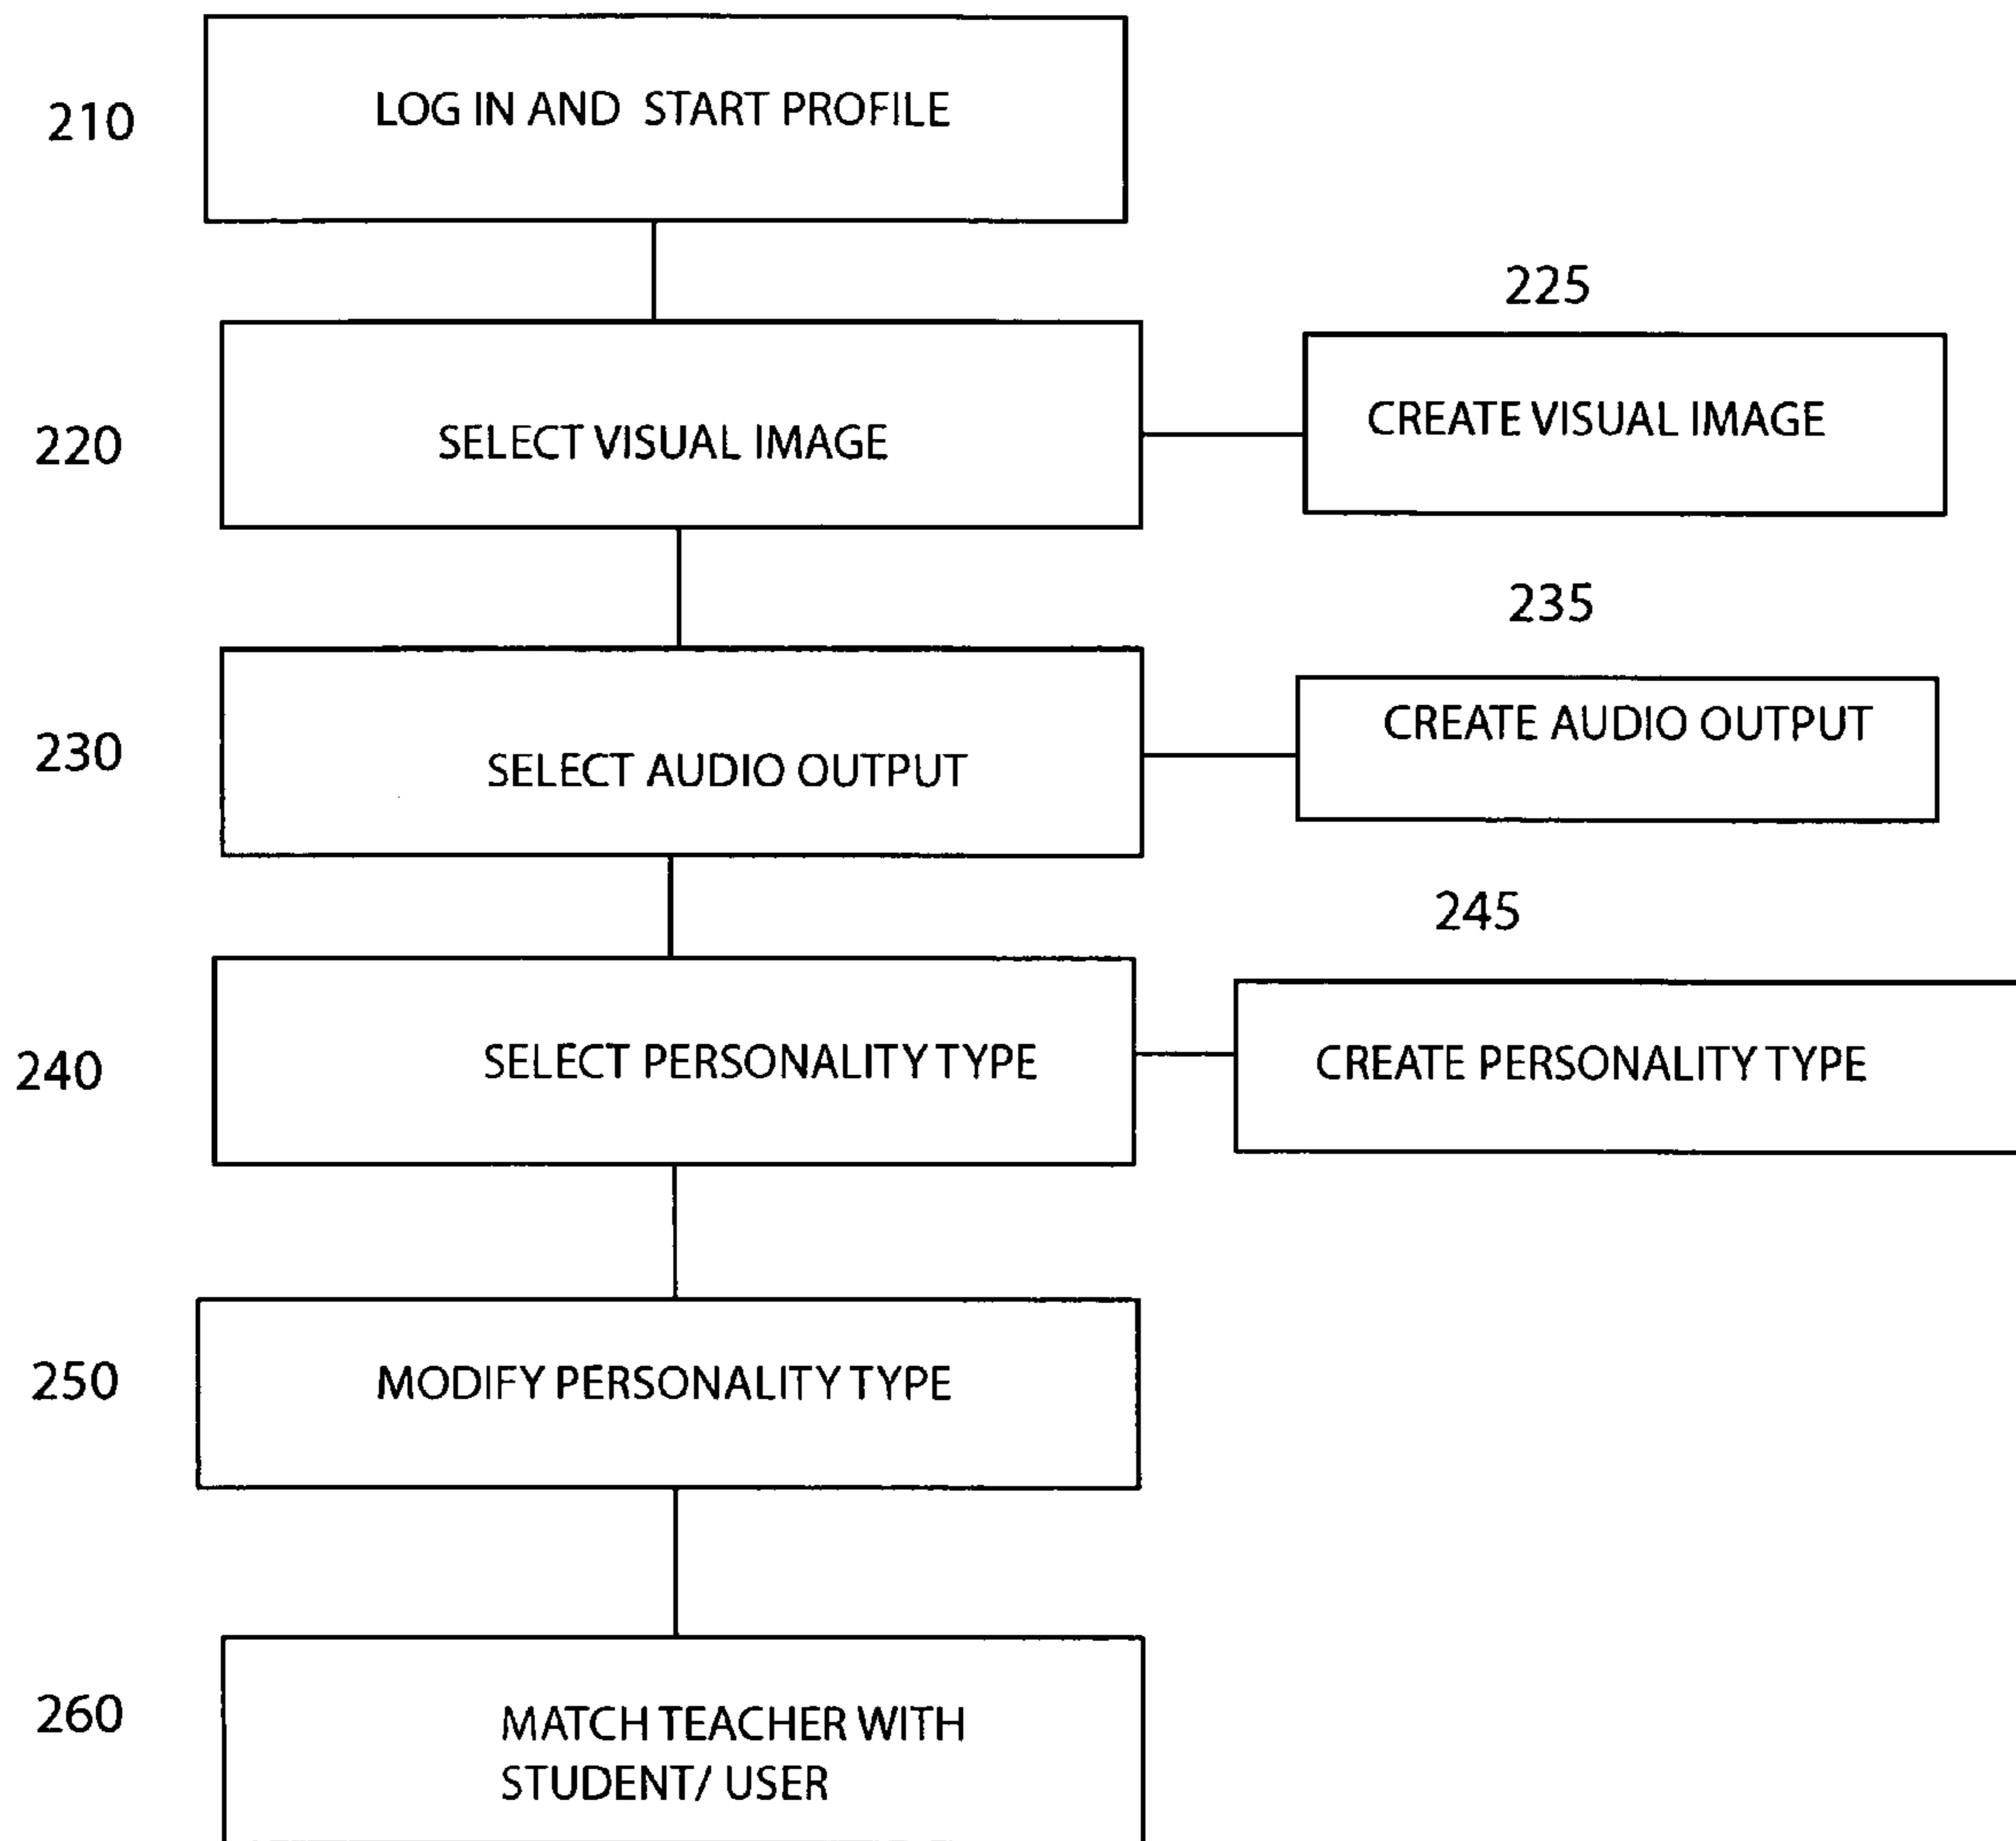 210
LOG IN AND START PROFILE
225
220
SELECT VISUAL IMAGE
CREATE VISUAL IMAGE
235
230
SELECT AUDIO OUTPUT
CREATE AUDIO OUTPUT
245
240
SELECT PERSONALITY TYPE
CREATE PERSONALITY TYPE
250
MODIFY PERSONALITY TYPE
260
MATCH TEACHER WITH
STUDENT/ USER